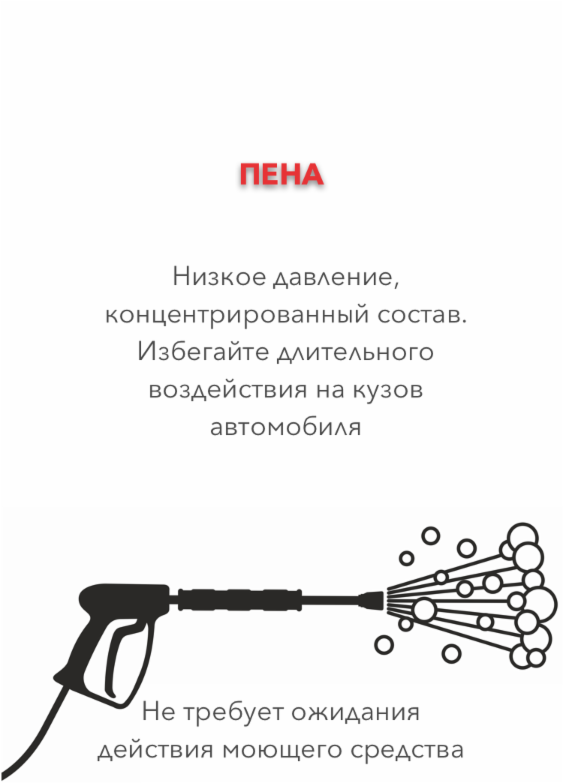 ПЕНА
Низкое давление,
концентрированный состав.
Избегайте длительного
воздействия на кузов
автомобиля
Не требует ожидания
действия моющего средства